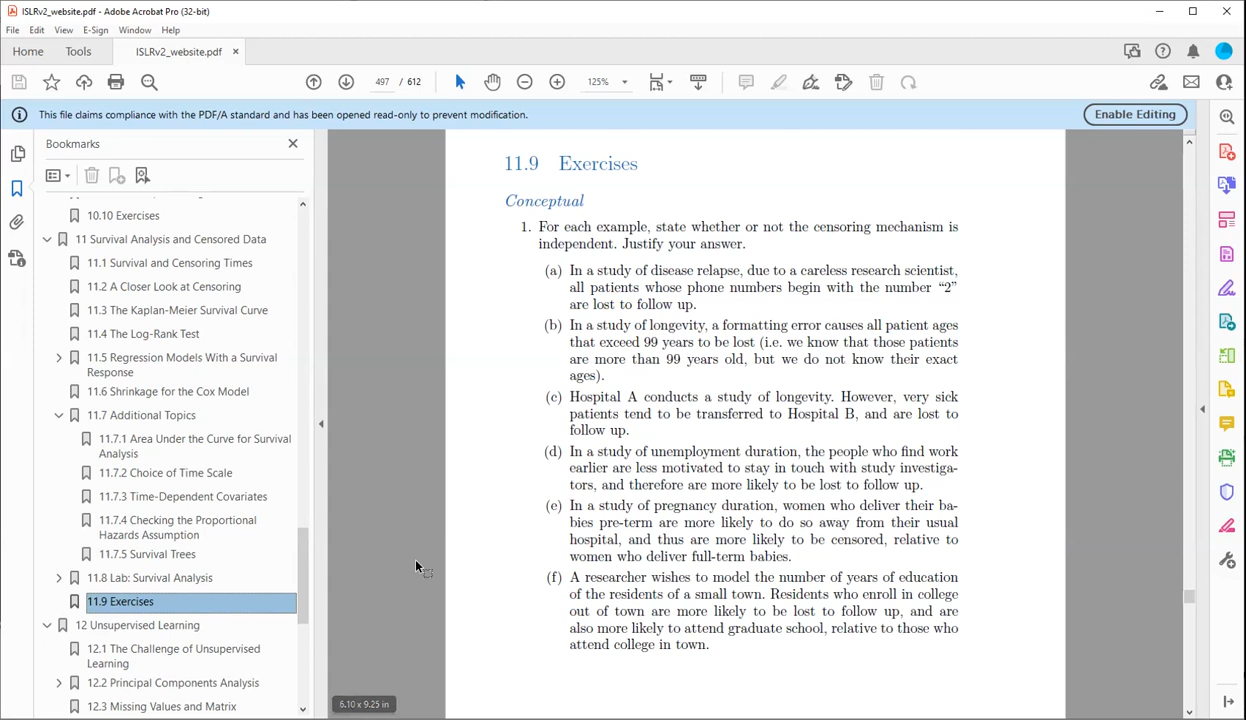 ISLRv2_website.pdf - Adobe Acrobat Pro (32-bit)
File Edit View E-Sign Window Help
Home Tools ISLRv2_website.pdf ×
497 / 612 125%
This file claims compliance with the PDF/A standard and has been opened read-only to prevent modification. Enable Editing
Bookmarks
10.10 Exercises
11 Survival Analysis and Censored Data
11.1 Survival and Censoring Times
11.2 A Closer Look at Censoring
11.3 The Kaplan-Meier Survival Curve
11.4 The Log-Rank Test
11.5 Regression Models With a Survival
Response
11.6 Shrinkage for the Cox Model
11.7 Additional Topics
11.7.1 Area Under the Curve for Survival
Analysis
11.7.2 Choice of Time Scale
11.7.3 Time-Dependent Covariates
11.7.4 Checking the Proportional
Hazards Assumption
11.7.5 Survival Trees
11.8 Lab: Survival Analysis
11.9 Exercises
12 Unsupervised Learning
12.1 The Challenge of Unsupervised
Learning
12.2 Principal Components Analysis
12.3 Missing Values and Matrix
11.9 Exercises
Conceptual
1. For each example, state whether or not the censoring mechanism is
independent. Justify your answer.
(a) In a study of disease relapse, due to a careless research scientist,
all patients whose phone numbers begin with the number “2”
are lost to follow up.
(b) In a study of longevity, a formatting error causes all patient ages
that exceed 99 years to be lost (i.e. we know that those patients
are more than 99 years old, but we do not know their exact
ages).
(c) Hospital A conducts a study of longevity. However, very sick
patients tend to be transferred to Hospital B, and are lost to
follow up.
(d) In a study of unemployment duration, the people who find work
earlier are less motivated to stay in touch with study investiga-
tors, and therefore are more likely to be lost to follow up.
(e) In a study of pregnancy duration, women who deliver their ba-
bies pre-term are more likely to do so away from their usual
hospital, and thus are more likely to be censored, relative to
women who deliver full-term babies.
(f) A researcher wishes to model the number of years of education
of the residents of a small town. Residents who enroll in college
out of town are more likely to be lost to follow up, and are
also more likely to attend graduate school, relative to those who
attend college in town.
6.10 x 9.25 in